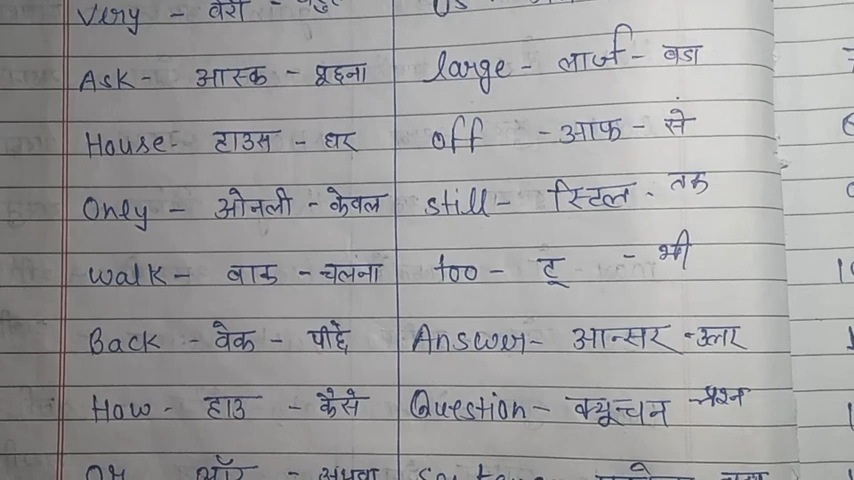 Very - वेरी -
Ask - आस्क - पूछना
House - हाउस - घर
Only - ओनली - केवल
Walk - वाक - चलना
Back - वेक - पीछे
How - हाउ - कैसे
Or - अथवा
large - लार्ज - बडा
off - आफ - से
still - स्टिल - तक
too - टू - भी
Answer - आन्सर - उत्तर
Question - क्यूश्चन - प्रश्न